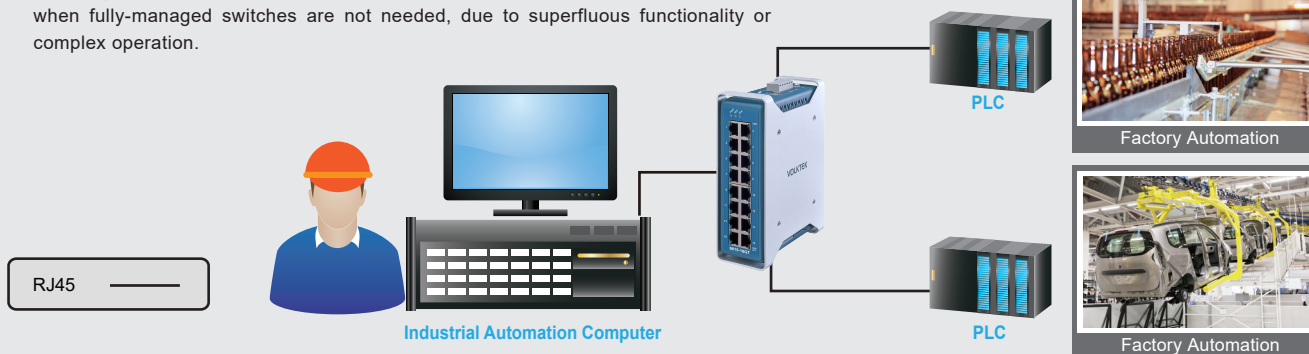 when fully-managed switches are not needed, due to superfluous functionality or
complex operation.
PLC
Factory Automation
VOLKTEK
RJ45
Industrial Automation Computer
PLC
Factory Automation